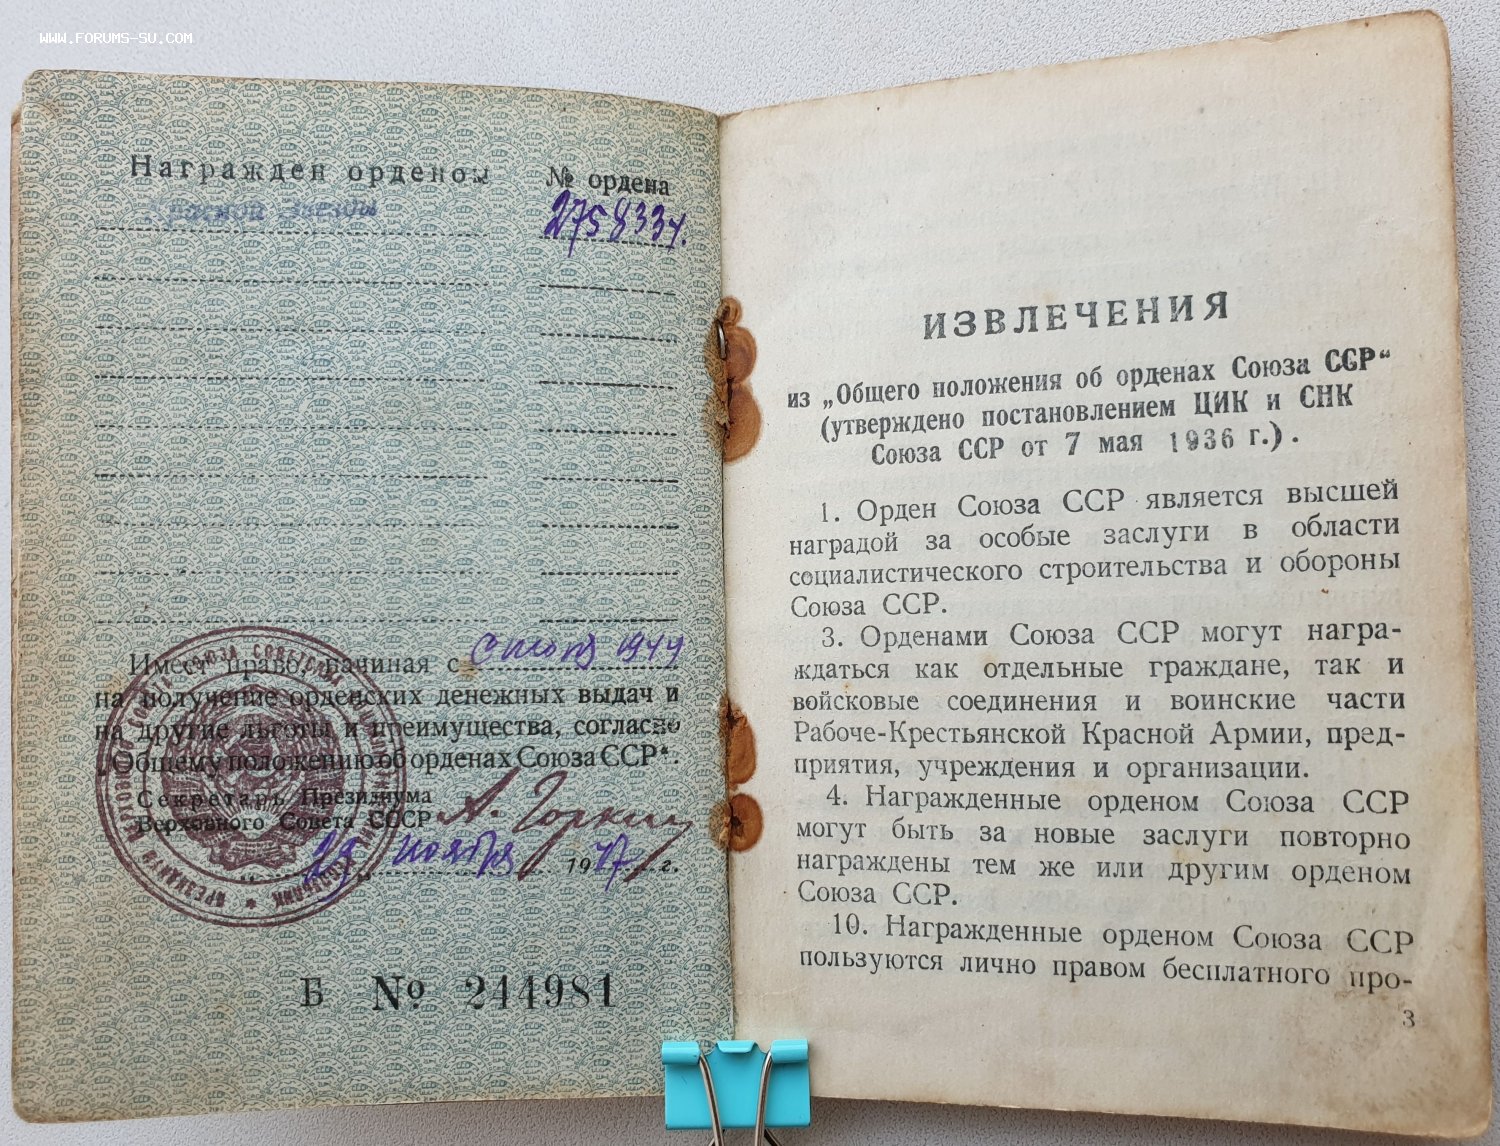 WWW.FORUMS-SU.COM
Награжден орденом № ордена
Красной Звезды 2758334.
Имеет право, начиная с июля 1944
на получение орденских денежных выдач и
на другие льготы и преимущества, согласно
„Общему положению об орденах Союза ССР“.
Секретарь Президиума
Верховного Совета СССР А. Горкин
„29“ ноября 1947 г.
Б № 244981
ИЗВЛЕЧЕНИЯ
из „Общего положения об орденах Союза ССР“
(утверждено постановлением ЦИК и СНК
Союза ССР от 7 мая 1936 г.).
1. Орден Союза ССР является высшей
наградой за особые заслуги в области
социалистического строительства и обороны
Союза ССР.
3. Орденами Союза ССР могут награ-
ждаться как отдельные граждане, так и
войсковые соединения и воинские части
Рабоче-Крестьянской Красной Армии, пред-
приятия, учреждения и организации.
4. Награжденные орденом Союза ССР
могут быть за новые заслуги повторно
награждены тем же или другим орденом
Союза ССР.
10. Награжденные орденом Союза ССР
пользуются лично правом бесплатного про-
3